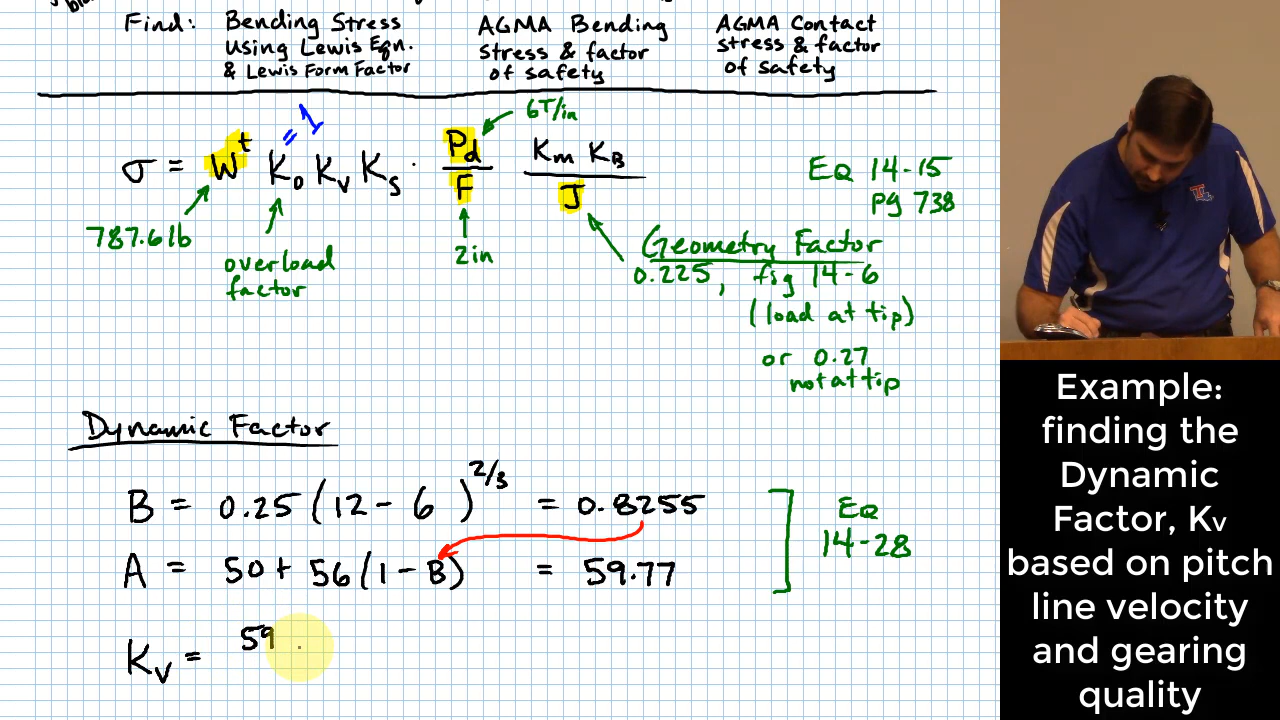 Find: Bending Stress using Lewis Eqn. & Lewis Form Factor
AGMA Bending stress & factor of safety
AGMA Contact stress & factor of safety
= 1
6T/in
σ = W^t K_o K_v K_s · P_d / F K_m K_B / J
EQ 14-15
pg 738
787.6 lb
overload factor
2 in
Geometry Factor
0.225, fig 14-6
(load at tip)
or 0.27
not at tip
Dynamic Factor
B = 0.25 (12 - 6)^2/3 = 0.8255
A = 50 + 56 (1 - B) = 59.77
EQ
14-28
K_v = 59.
Example:
finding the
Dynamic
Factor, Kv
based on pitch
line velocity
and gearing
quality